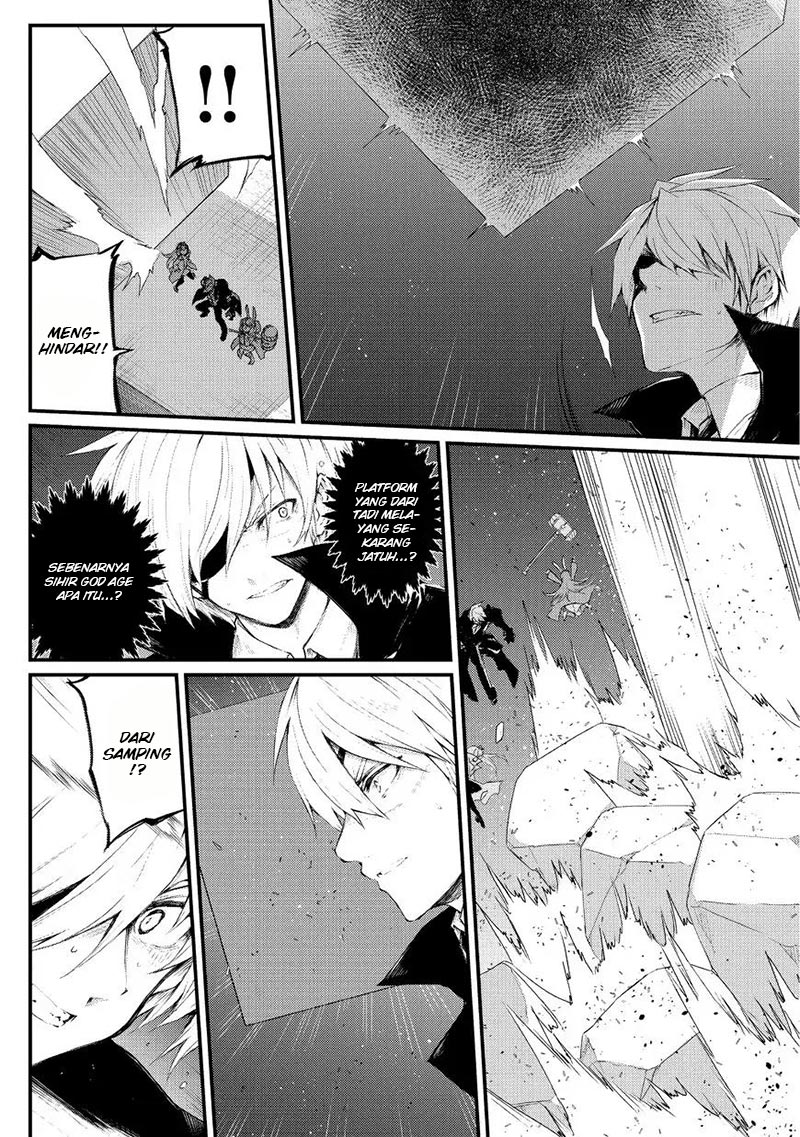 !!
MENG-
HINDAR!!
PLATFORM
YANG DARI
TADI MELA-
YANG SE-
KARANG
JATUH...?
SEBENARNYA
SIHIR GOD AGE
APA ITU...?
DARI
SAMPING
!?